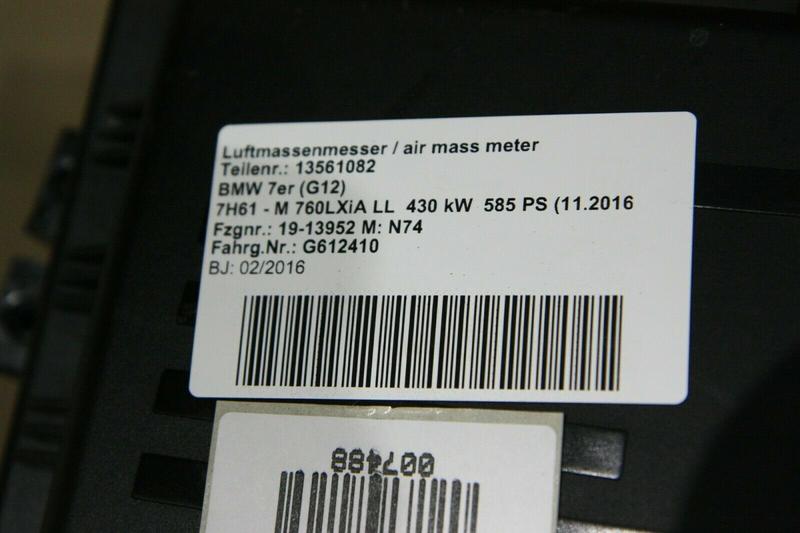 Luftmassenmesser / air mass meter
Teilenr.: 13561082
BMW 7er (G12)
7H61 - M 760LXiA LL 430 kW 585 PS (11.2016
Fzgnr.: 19-13952 M: N74
Fahrg.Nr.: G612410
BJ: 02/2016
007488